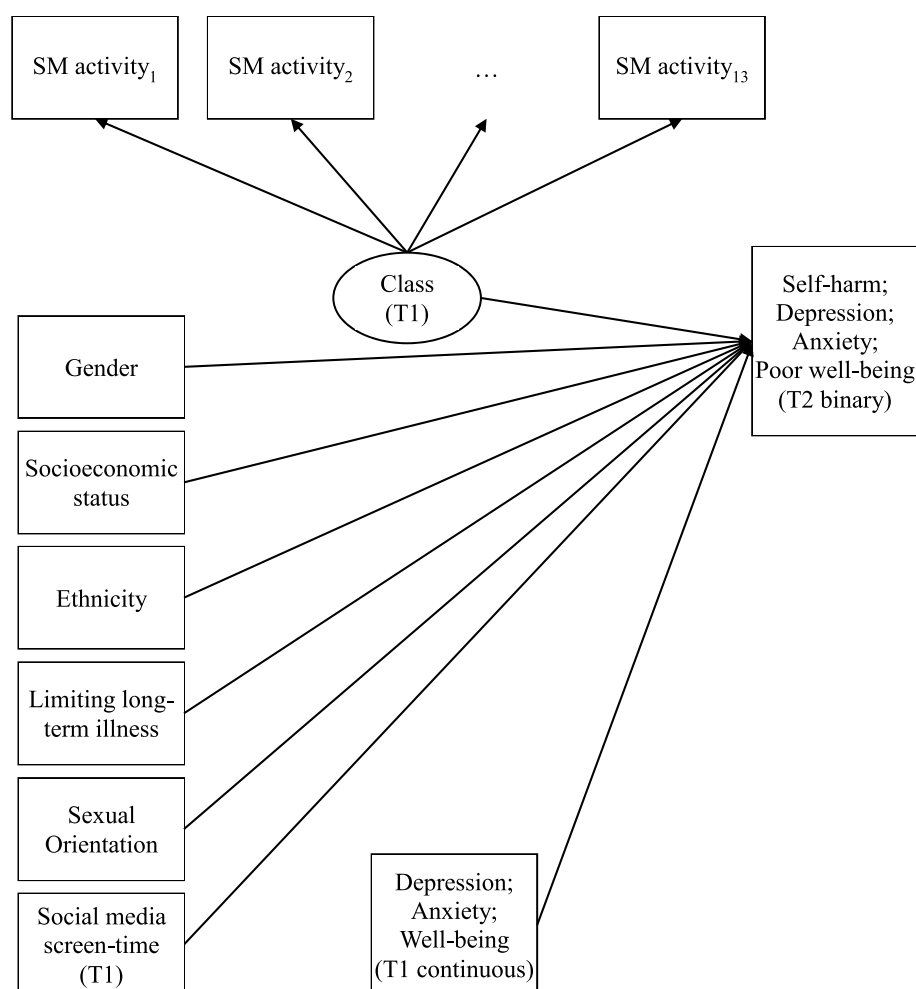 SM activity₁
SM activity₂
…
SM activity₁₃
Class
(T1)
Self-harm;
Depression;
Anxiety;
Poor well-being
(T2 binary)
Gender
Socioeconomic
status
Ethnicity
Limiting long-
term illness
Sexual
Orientation
Social media
screen-time
(T1)
Depression;
Anxiety;
Well-being
(T1 continuous)